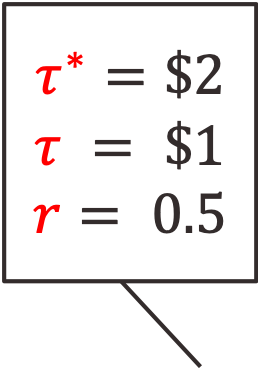 τ* = $2
τ = $1
r = 0.5